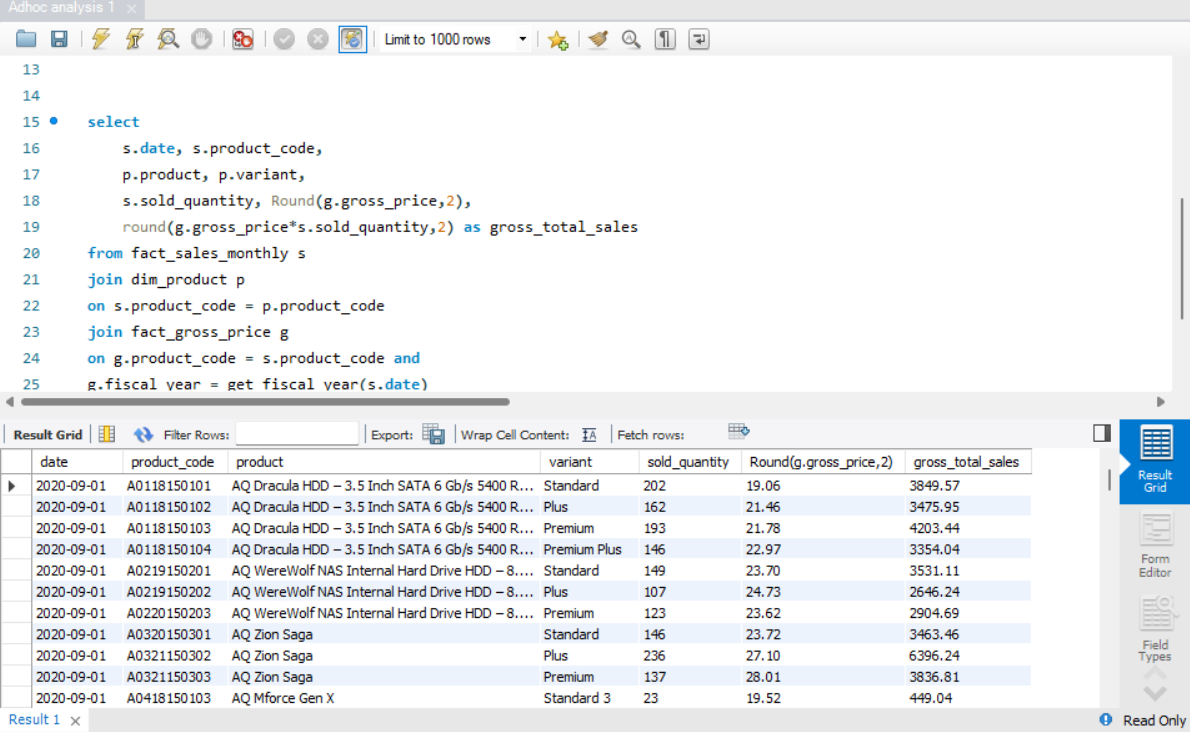 Adhoc analysis 1
Limit to 1000 rows
13
14
15 select
16 s.date, s.product_code,
17 p.product, p.variant,
18 s.sold_quantity, Round(g.gross_price,2),
19 round(g.gross_price*s.sold_quantity,2) as gross_total_sales
20 from fact_sales_monthly s
21 join dim_product p
22 on s.product_code = p.product_code
23 join fact_gross_price g
24 on g.product_code = s.product_code and
25 g.fiscal_year = get_fiscal_year(s.date)
Result Grid Filter Rows: Export: Wrap Cell Content: Fetch rows:
date product_code product variant sold_quantity Round(g.gross_price,2) gross_total_sales
2020-09-01 A0118150101 AQ Dracula HDD – 3.5 Inch SATA 6 Gb/s 5400 R... Standard 202 19.06 3849.57
2020-09-01 A0118150102 AQ Dracula HDD – 3.5 Inch SATA 6 Gb/s 5400 R... Plus 162 21.46 3475.95
2020-09-01 A0118150103 AQ Dracula HDD – 3.5 Inch SATA 6 Gb/s 5400 R... Premium 193 21.78 4203.44
2020-09-01 A0118150104 AQ Dracula HDD – 3.5 Inch SATA 6 Gb/s 5400 R... Premium Plus 146 22.97 3354.04
2020-09-01 A0219150201 AQ WereWolf NAS Internal Hard Drive HDD – 8.... Standard 149 23.70 3531.11
2020-09-01 A0219150202 AQ WereWolf NAS Internal Hard Drive HDD – 8.... Plus 107 24.73 2646.24
2020-09-01 A0220150203 AQ WereWolf NAS Internal Hard Drive HDD – 8.... Premium 123 23.62 2904.69
2020-09-01 A0320150301 AQ Zion Saga Standard 146 23.72 3463.46
2020-09-01 A0321150302 AQ Zion Saga Plus 236 27.10 6396.24
2020-09-01 A0321150303 AQ Zion Saga Premium 137 28.01 3836.81
2020-09-01 A0418150103 AQ Mforce Gen X Standard 3 23 19.52 449.04
Result
Grid
Form
Editor
Field
Types
Result 1
Read Only